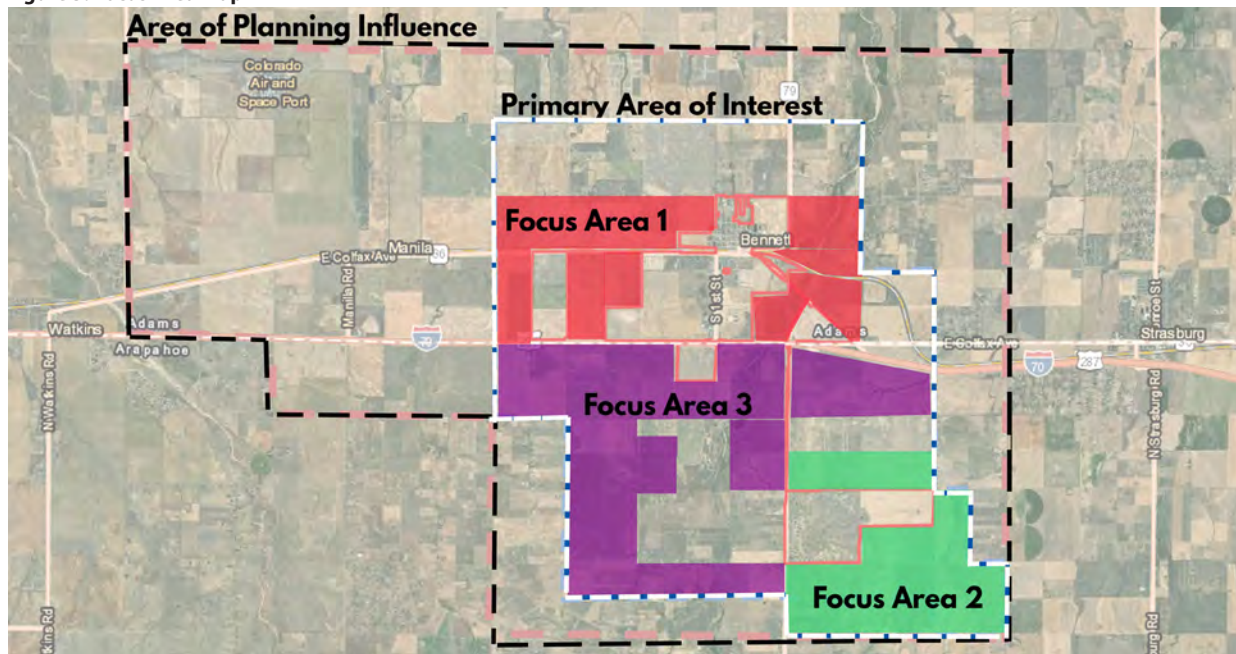 Area of Planning Influence
Colorado
Air and
Space Port
79
Primary Area of Interest
Focus Area 1
Bennett
Manila
E Colfax Ave
36
Manila Rd
S 1st St
Watkins
Adams
Arapahoe
70
Adams
E Colfax Ave
Strasburg
70
287
N Watkins Rd
N Strasburg Rd
Focus Area 3
Focus Area 2